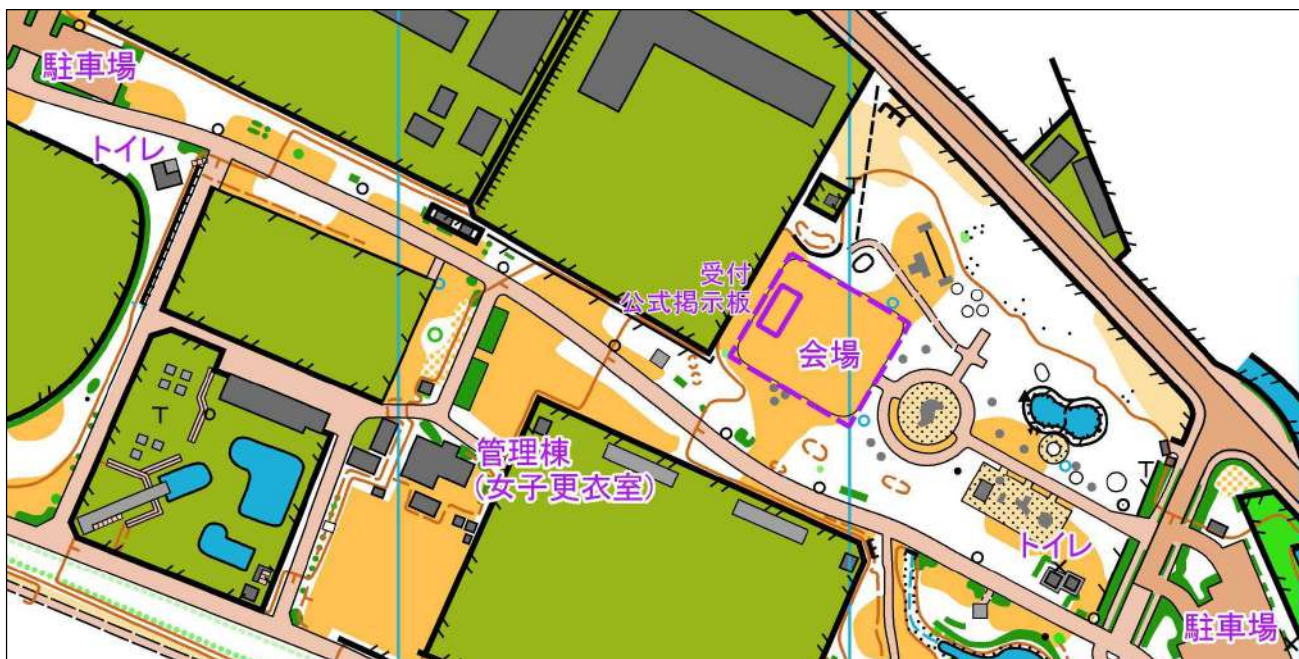 駐車場
トイレ
受付
公式掲示板
会場
管理棟
(女子更衣室)
トイレ
駐車場